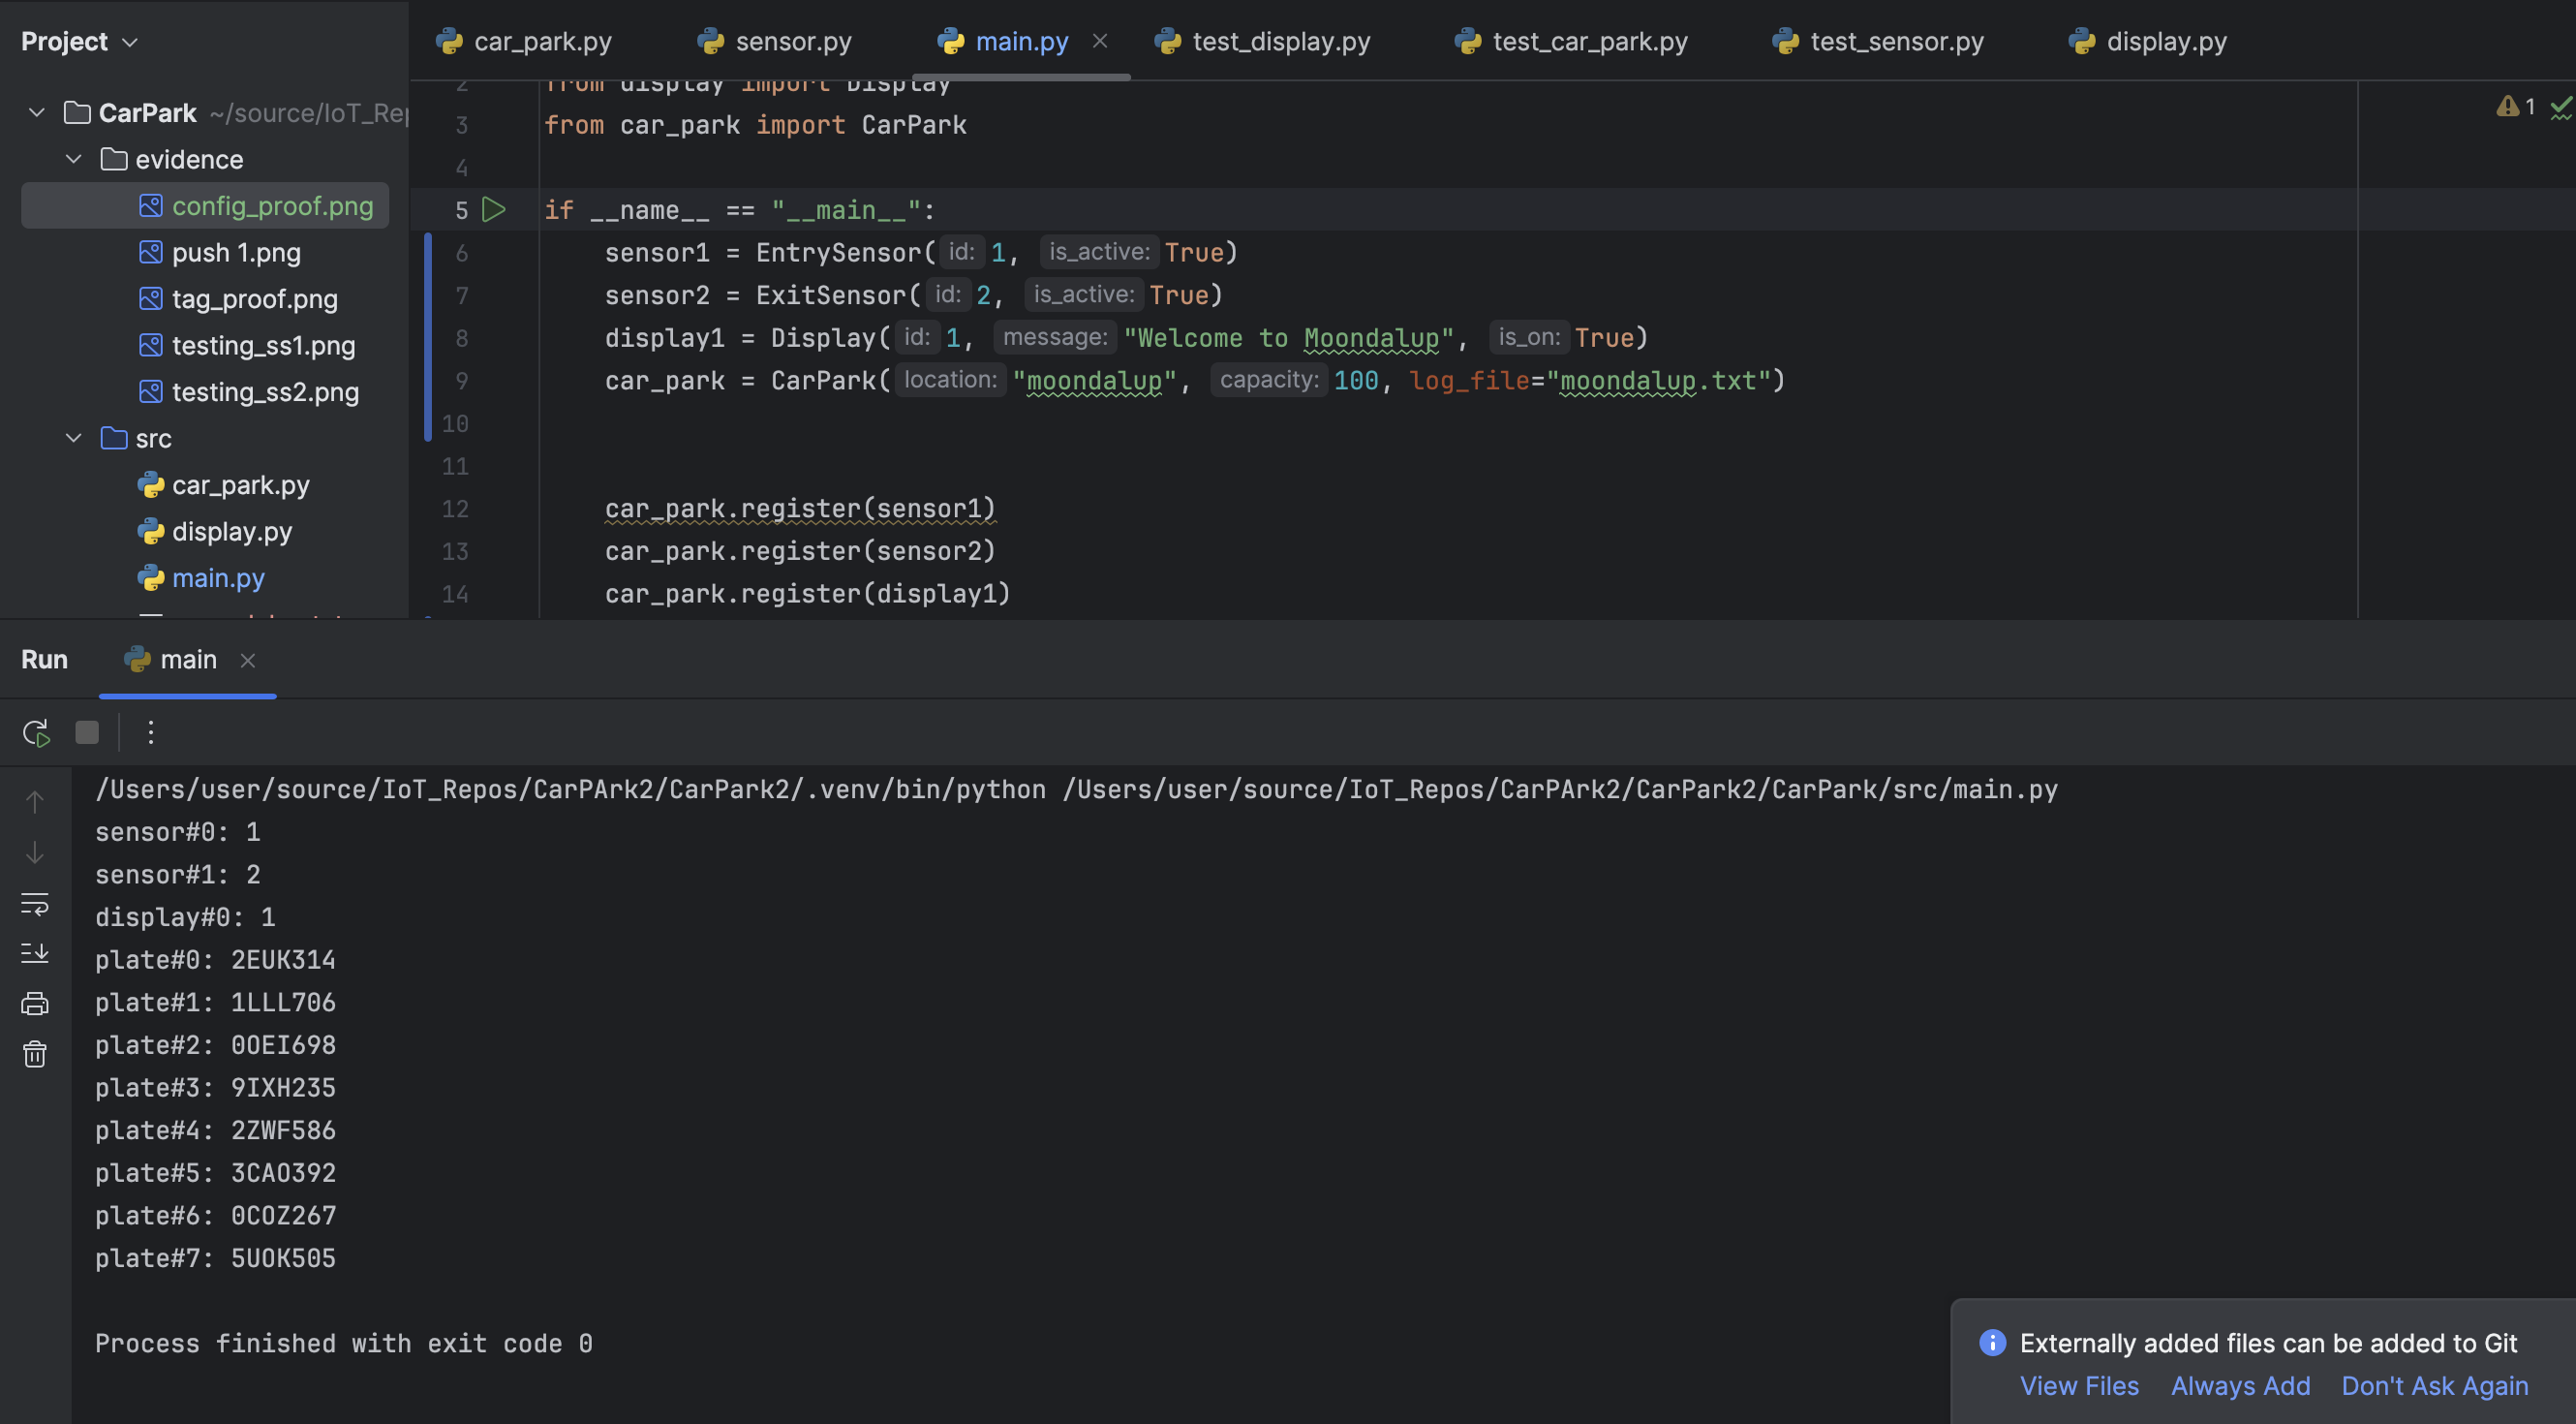 Project
car_park.py
sensor.py
main.py
test_display.py
test_car_park.py
test_sensor.py
display.py
CarPark ~/source/IoT_Rep
evidence
config_proof.png
push 1.png
tag_proof.png
testing_ss1.png
testing_ss2.png
src
car_park.py
display.py
main.py
2 from display import Display
3 from car_park import CarPark
4
5 if __name__ == "__main__":
6 sensor1 = EntrySensor( id: 1, is_active: True)
7 sensor2 = ExitSensor( id: 2, is_active: True)
8 display1 = Display( id: 1, message: "Welcome to Moondalup", is_on: True)
9 car_park = CarPark( location: "moondalup", capacity: 100, log_file="moondalup.txt")
10
11
12 car_park.register(sensor1)
13 car_park.register(sensor2)
14 car_park.register(display1)
1
Run
main
/Users/user/source/IoT_Repos/CarPArk2/CarPark2/.venv/bin/python /Users/user/source/IoT_Repos/CarPArk2/CarPark2/CarPark/src/main.py
sensor#0: 1
sensor#1: 2
display#0: 1
plate#0: 2EUK314
plate#1: 1LLL706
plate#2: 0OEI698
plate#3: 9IXH235
plate#4: 2ZWF586
plate#5: 3CAO392
plate#6: 0COZ267
plate#7: 5UOK505
Process finished with exit code 0
Externally added files can be added to Git
View Files Always Add Don't Ask Again